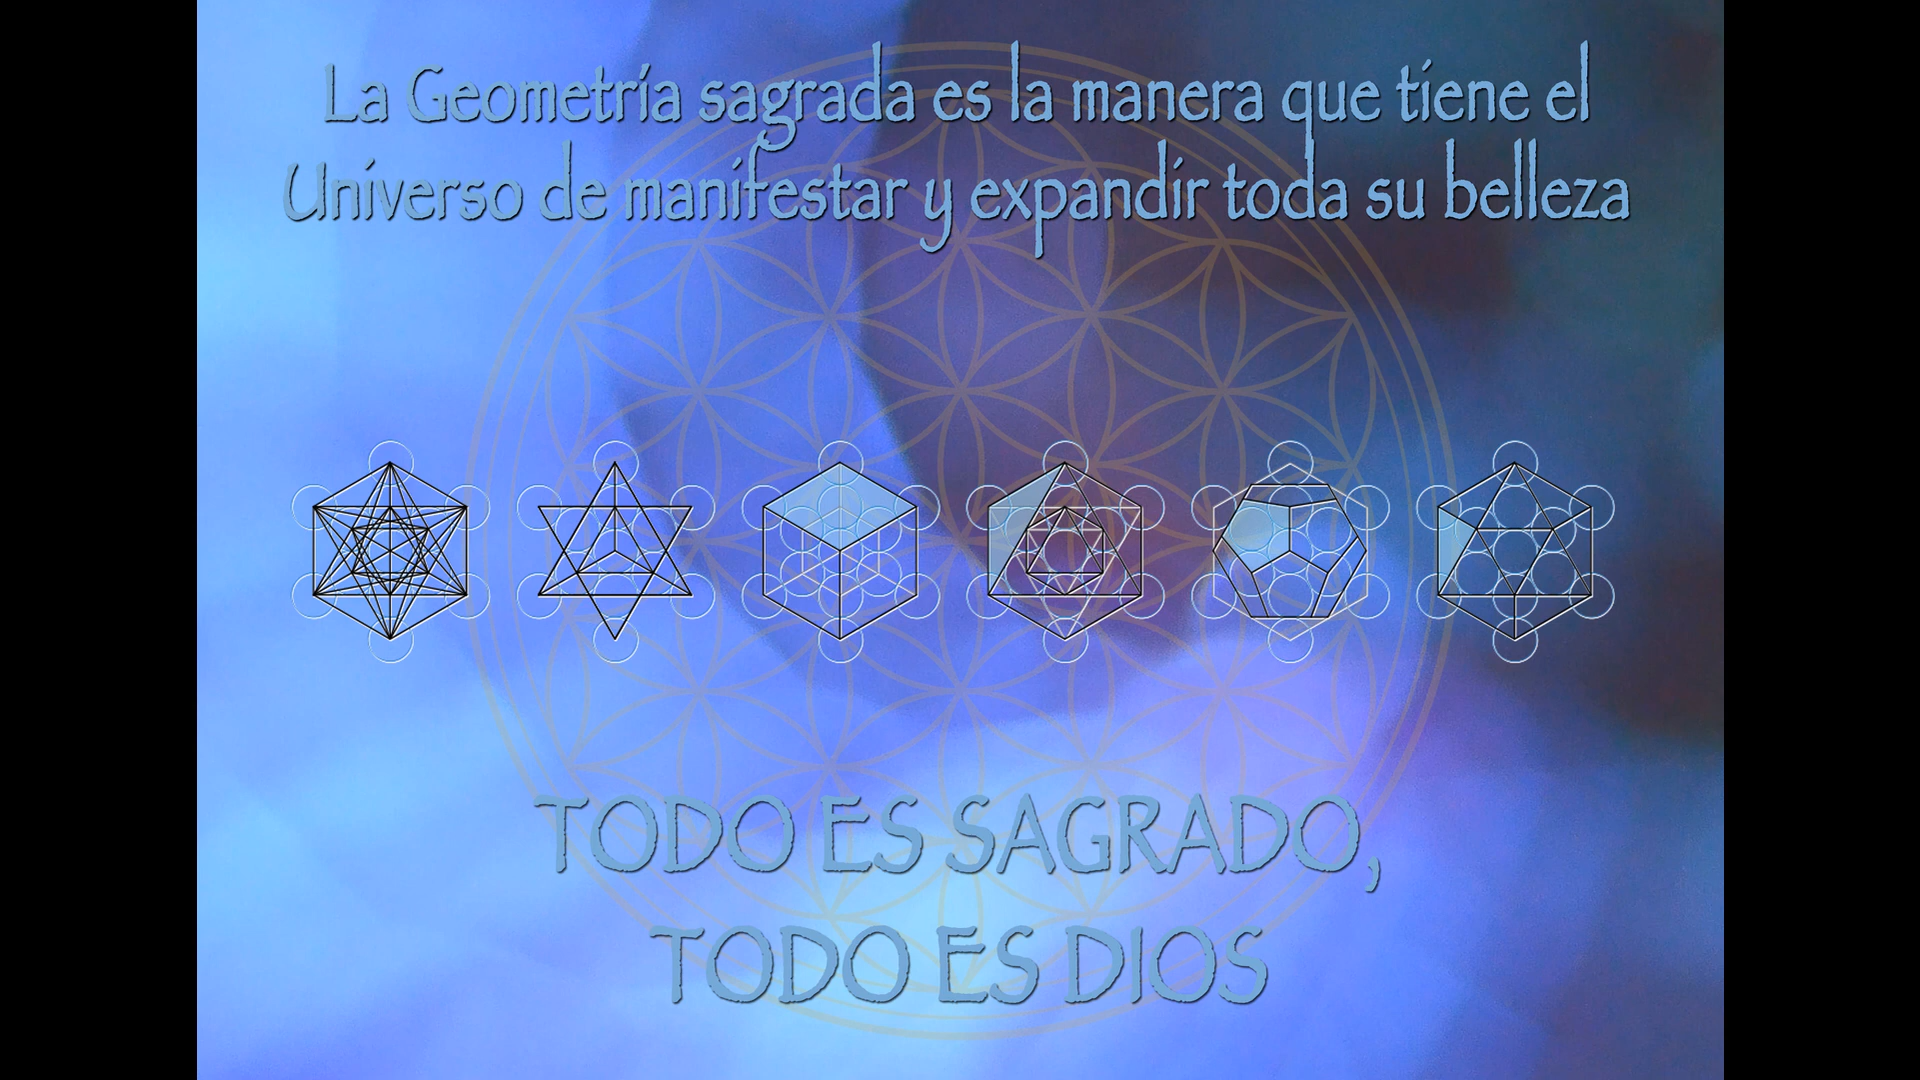 La Geometría sagrada es la manera que tiene el
Universo de manifestar y expandir toda su belleza
TODO ES SAGRADO,
TODO ES DIOS